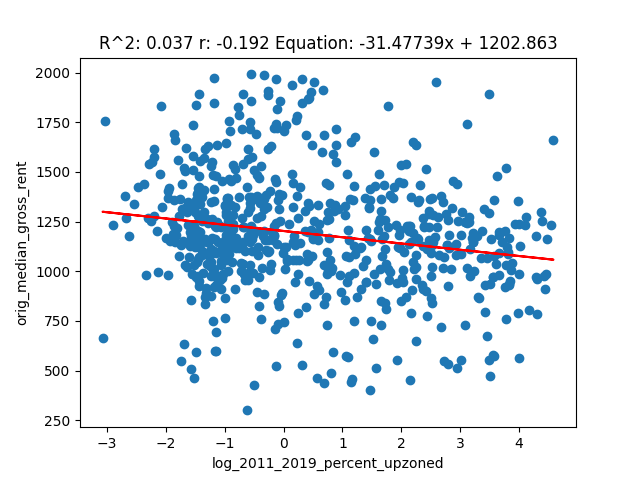 R^2: 0.037 r: -0.192 Equation: -31.47739x + 1202.863
2000
1750
1500
1250
1000
750
500
250
orig_median_gross_rent
−3 −2 −1 0 1 2 3 4
log_2011_2019_percent_upzoned